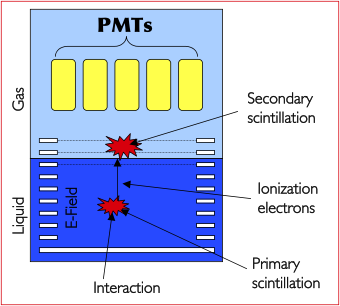 PMTs
Gas
Secondary
scintillation
Liquid
E-Field
Ionization
electrons
Primary
scintillation
Interaction